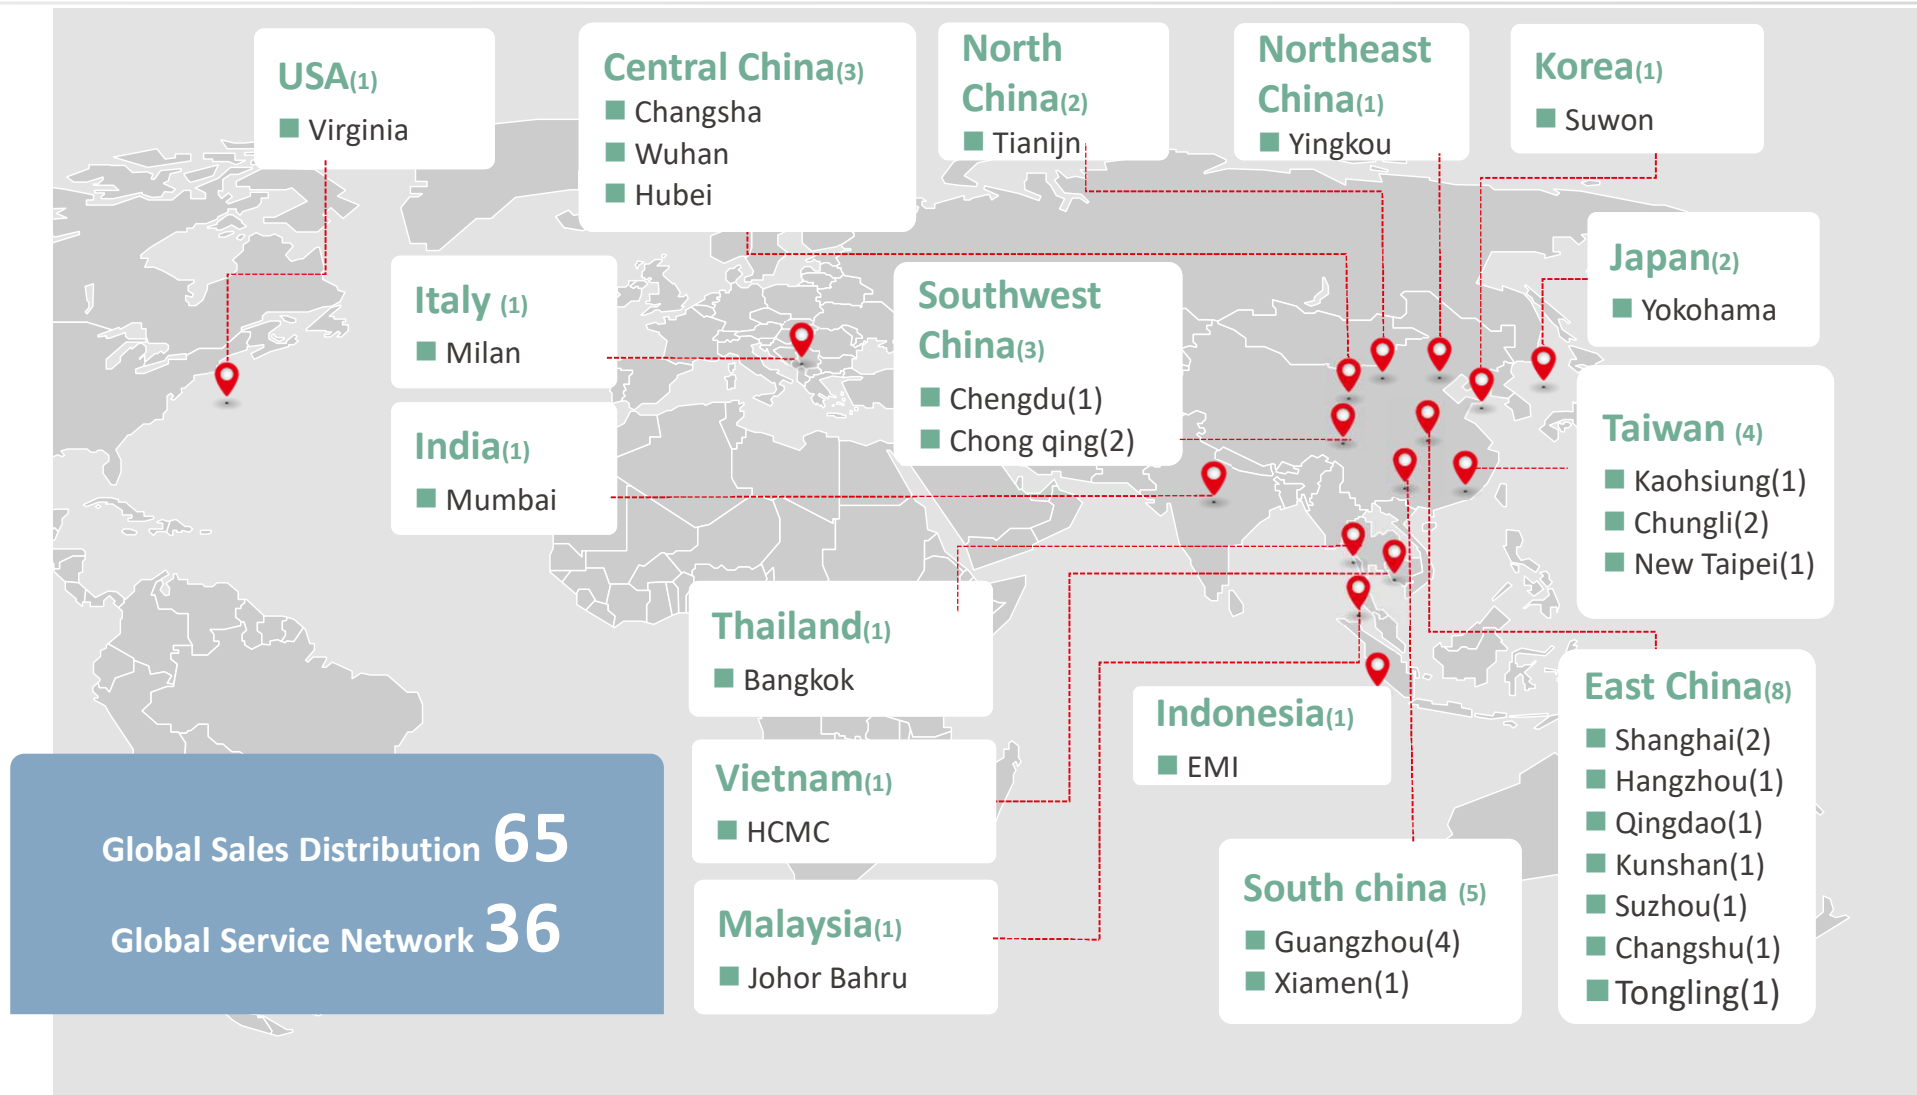 USA(1)
Virginia
Central China(3)
Changsha
Wuhan
Hubei
North
China(2)
Tianijn
Northeast
China(1)
Yingkou
Korea(1)
Suwon
Japan(2)
Yokohama
Italy (1)
Milan
Southwest
China(3)
Chengdu(1)
Chong qing(2)
India(1)
Mumbai
Taiwan (4)
Kaohsiung(1)
Chungli(2)
New Taipei(1)
Thailand(1)
Bangkok
Indonesia(1)
EMI
East China(8)
Shanghai(2)
Hangzhou(1)
Qingdao(1)
Kunshan(1)
Suzhou(1)
Changshu(1)
Tongling(1)
Vietnam(1)
HCMC
Malaysia(1)
Johor Bahru
South china (5)
Guangzhou(4)
Xiamen(1)
Global Sales Distribution 65
Global Service Network 36